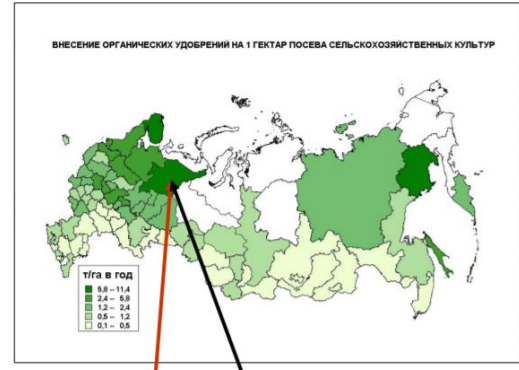 ВНЕСЕНИЕ ОРГАНИЧЕСКИХ УДОБРЕНИЙ НА 1 ГЕКТАР ПОСЕВА СЕЛЬСКОХОЗЯЙСТВЕННЫХ КУЛЬТУР
т/га в год
5,8 – 11,4
2,4 – 5,8
1,2 – 2,4
0,5 – 1,2
0,1 – 0,5